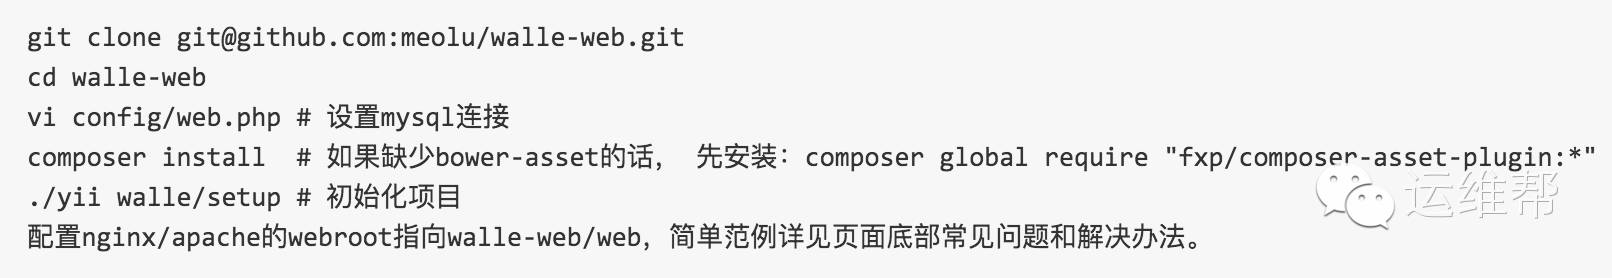 git clone git@github.com:meolu/walle-web.git
cd walle-web
vi config/web.php # 设置mysql连接
composer install  # 如果缺少bower-asset的话， 先安装：composer global require "fxp/composer-asset-plugin:*"
./yii walle/setup # 初始化项目
配置nginx/apache的webroot指向walle-web/web，简单范例详见页面底部常见问题和解决办法。
运维帮